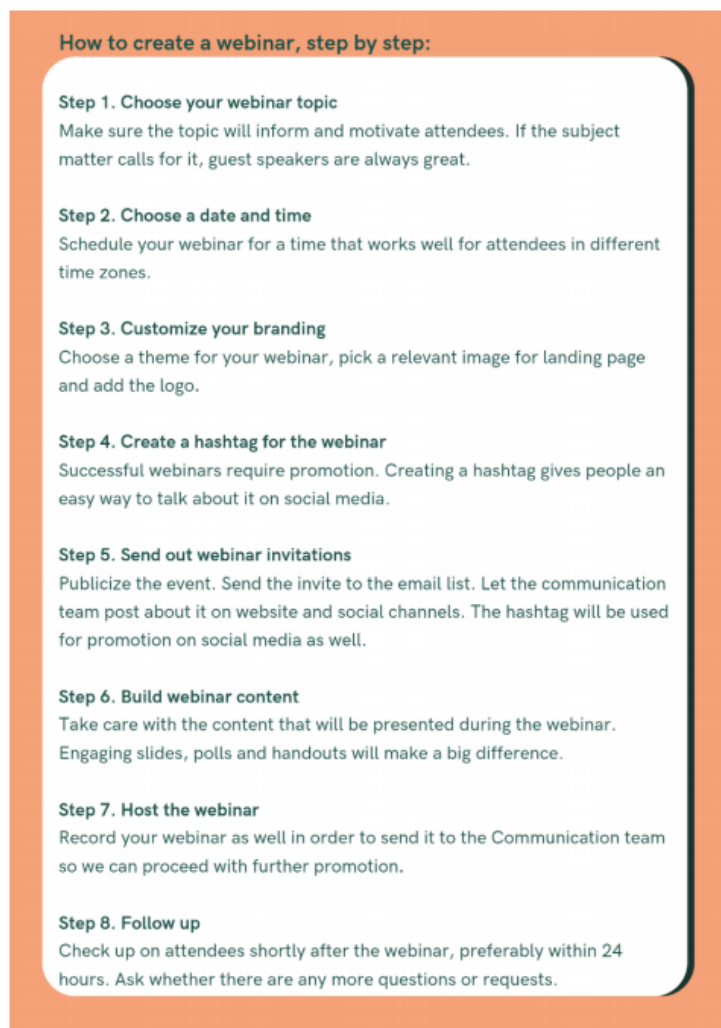 How to create a webinar, step by step:
Step 1. Choose your webinar topic
Make sure the topic will inform and motivate attendees. If the subject
matter calls for it, guest speakers are always great.
Step 2. Choose a date and time
Schedule your webinar for a time that works well for attendees in different
time zones.
Step 3. Customize your branding
Choose a theme for your webinar, pick a relevant image for landing page
and add the logo.
Step 4. Create a hashtag for the webinar
Successful webinars require promotion. Creating a hashtag gives people an
easy way to talk about it on social media.
Step 5. Send out webinar invitations
Publicize the event. Send the invite to the email list. Let the communication
team post about it on website and social channels. The hashtag will be used
for promotion on social media as well.
Step 6. Build webinar content
Take care with the content that will be presented during the webinar.
Engaging slides, polls and handouts will make a big difference.
Step 7. Host the webinar
Record your webinar as well in order to send it to the Communication team
so we can proceed with further promotion.
Step 8. Follow up
Check up on attendees shortly after the webinar, preferably within 24
hours. Ask whether there are any more questions or requests.